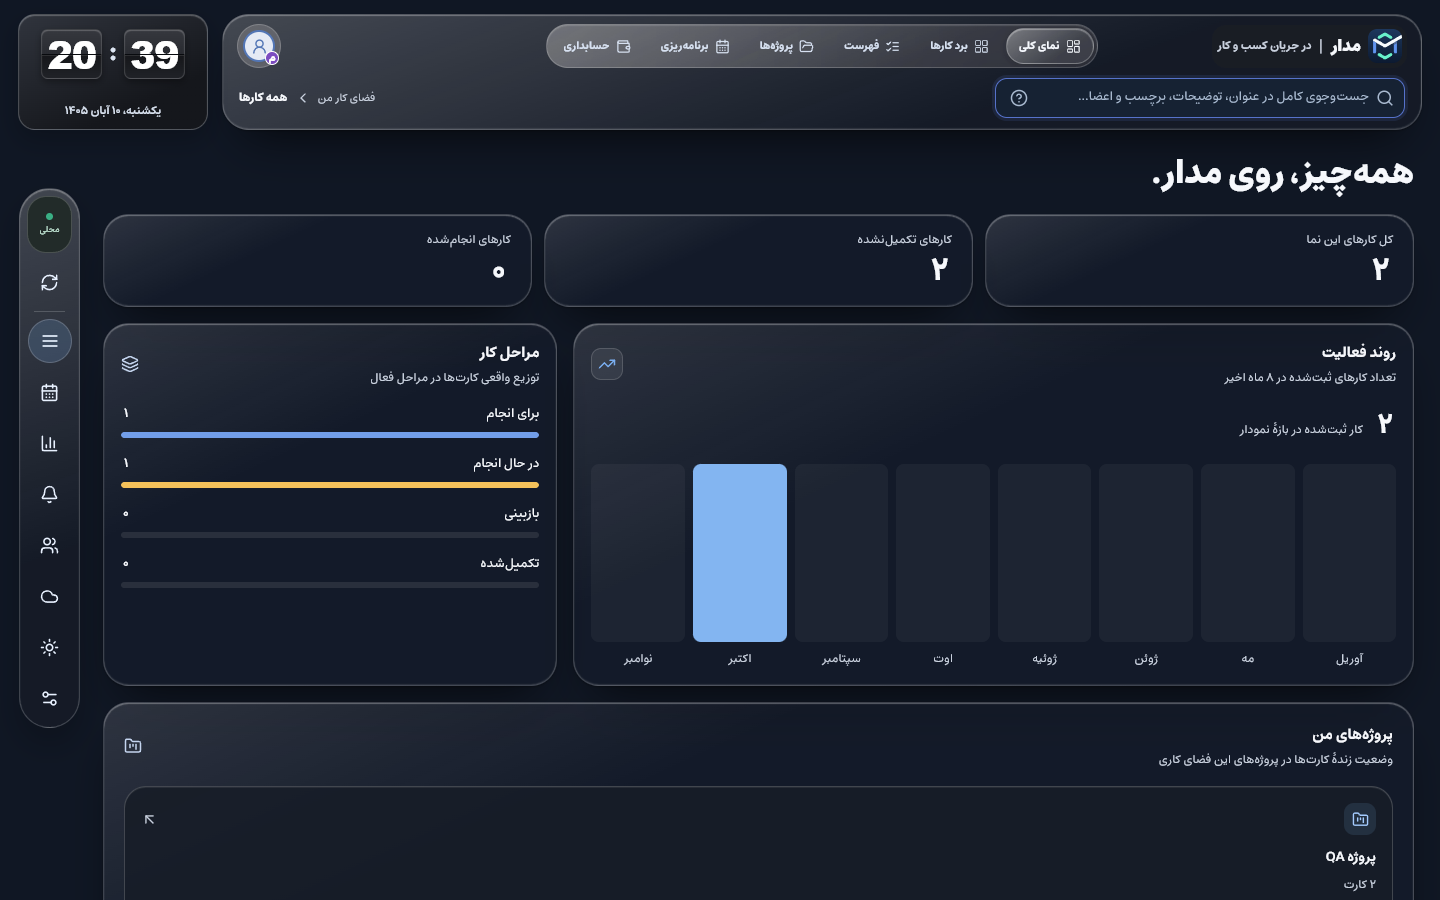 مدار | در جریان کسب و کار
نمای کلی
برد کارها
فهرست
پروژه‌ها
برنامه‌ریزی
حسابداری
م
20 : 39
یکشنبه، ۱۰ آبان ۱۴۰۵
جست‌وجوی کامل در عنوان، توضیحات، برچسب و اعضا...
فضای کار من
همه کارها
همه‌چیز، روی مدار.
محلی
کل کارهای این نما
۲
کارهای تکمیل‌نشده
۲
کارهای انجام‌شده
۰
روند فعالیت
تعداد کارهای ثبت‌شده در ۸ ماه اخیر
۲ کار ثبت‌شده در بازهٔ نمودار
آوریل
مه
ژوئن
ژوئیه
اوت
سپتامبر
اکتبر
نوامبر
مراحل کار
توزیع واقعی کارت‌ها در مراحل فعال
برای انجام ۱
در حال انجام ۱
بازبینی ۰
تکمیل‌شده ۰
پروژه‌های من
وضعیت زندهٔ کارت‌ها در پروژه‌های این فضای کاری
پروژه QA
۲ کارت